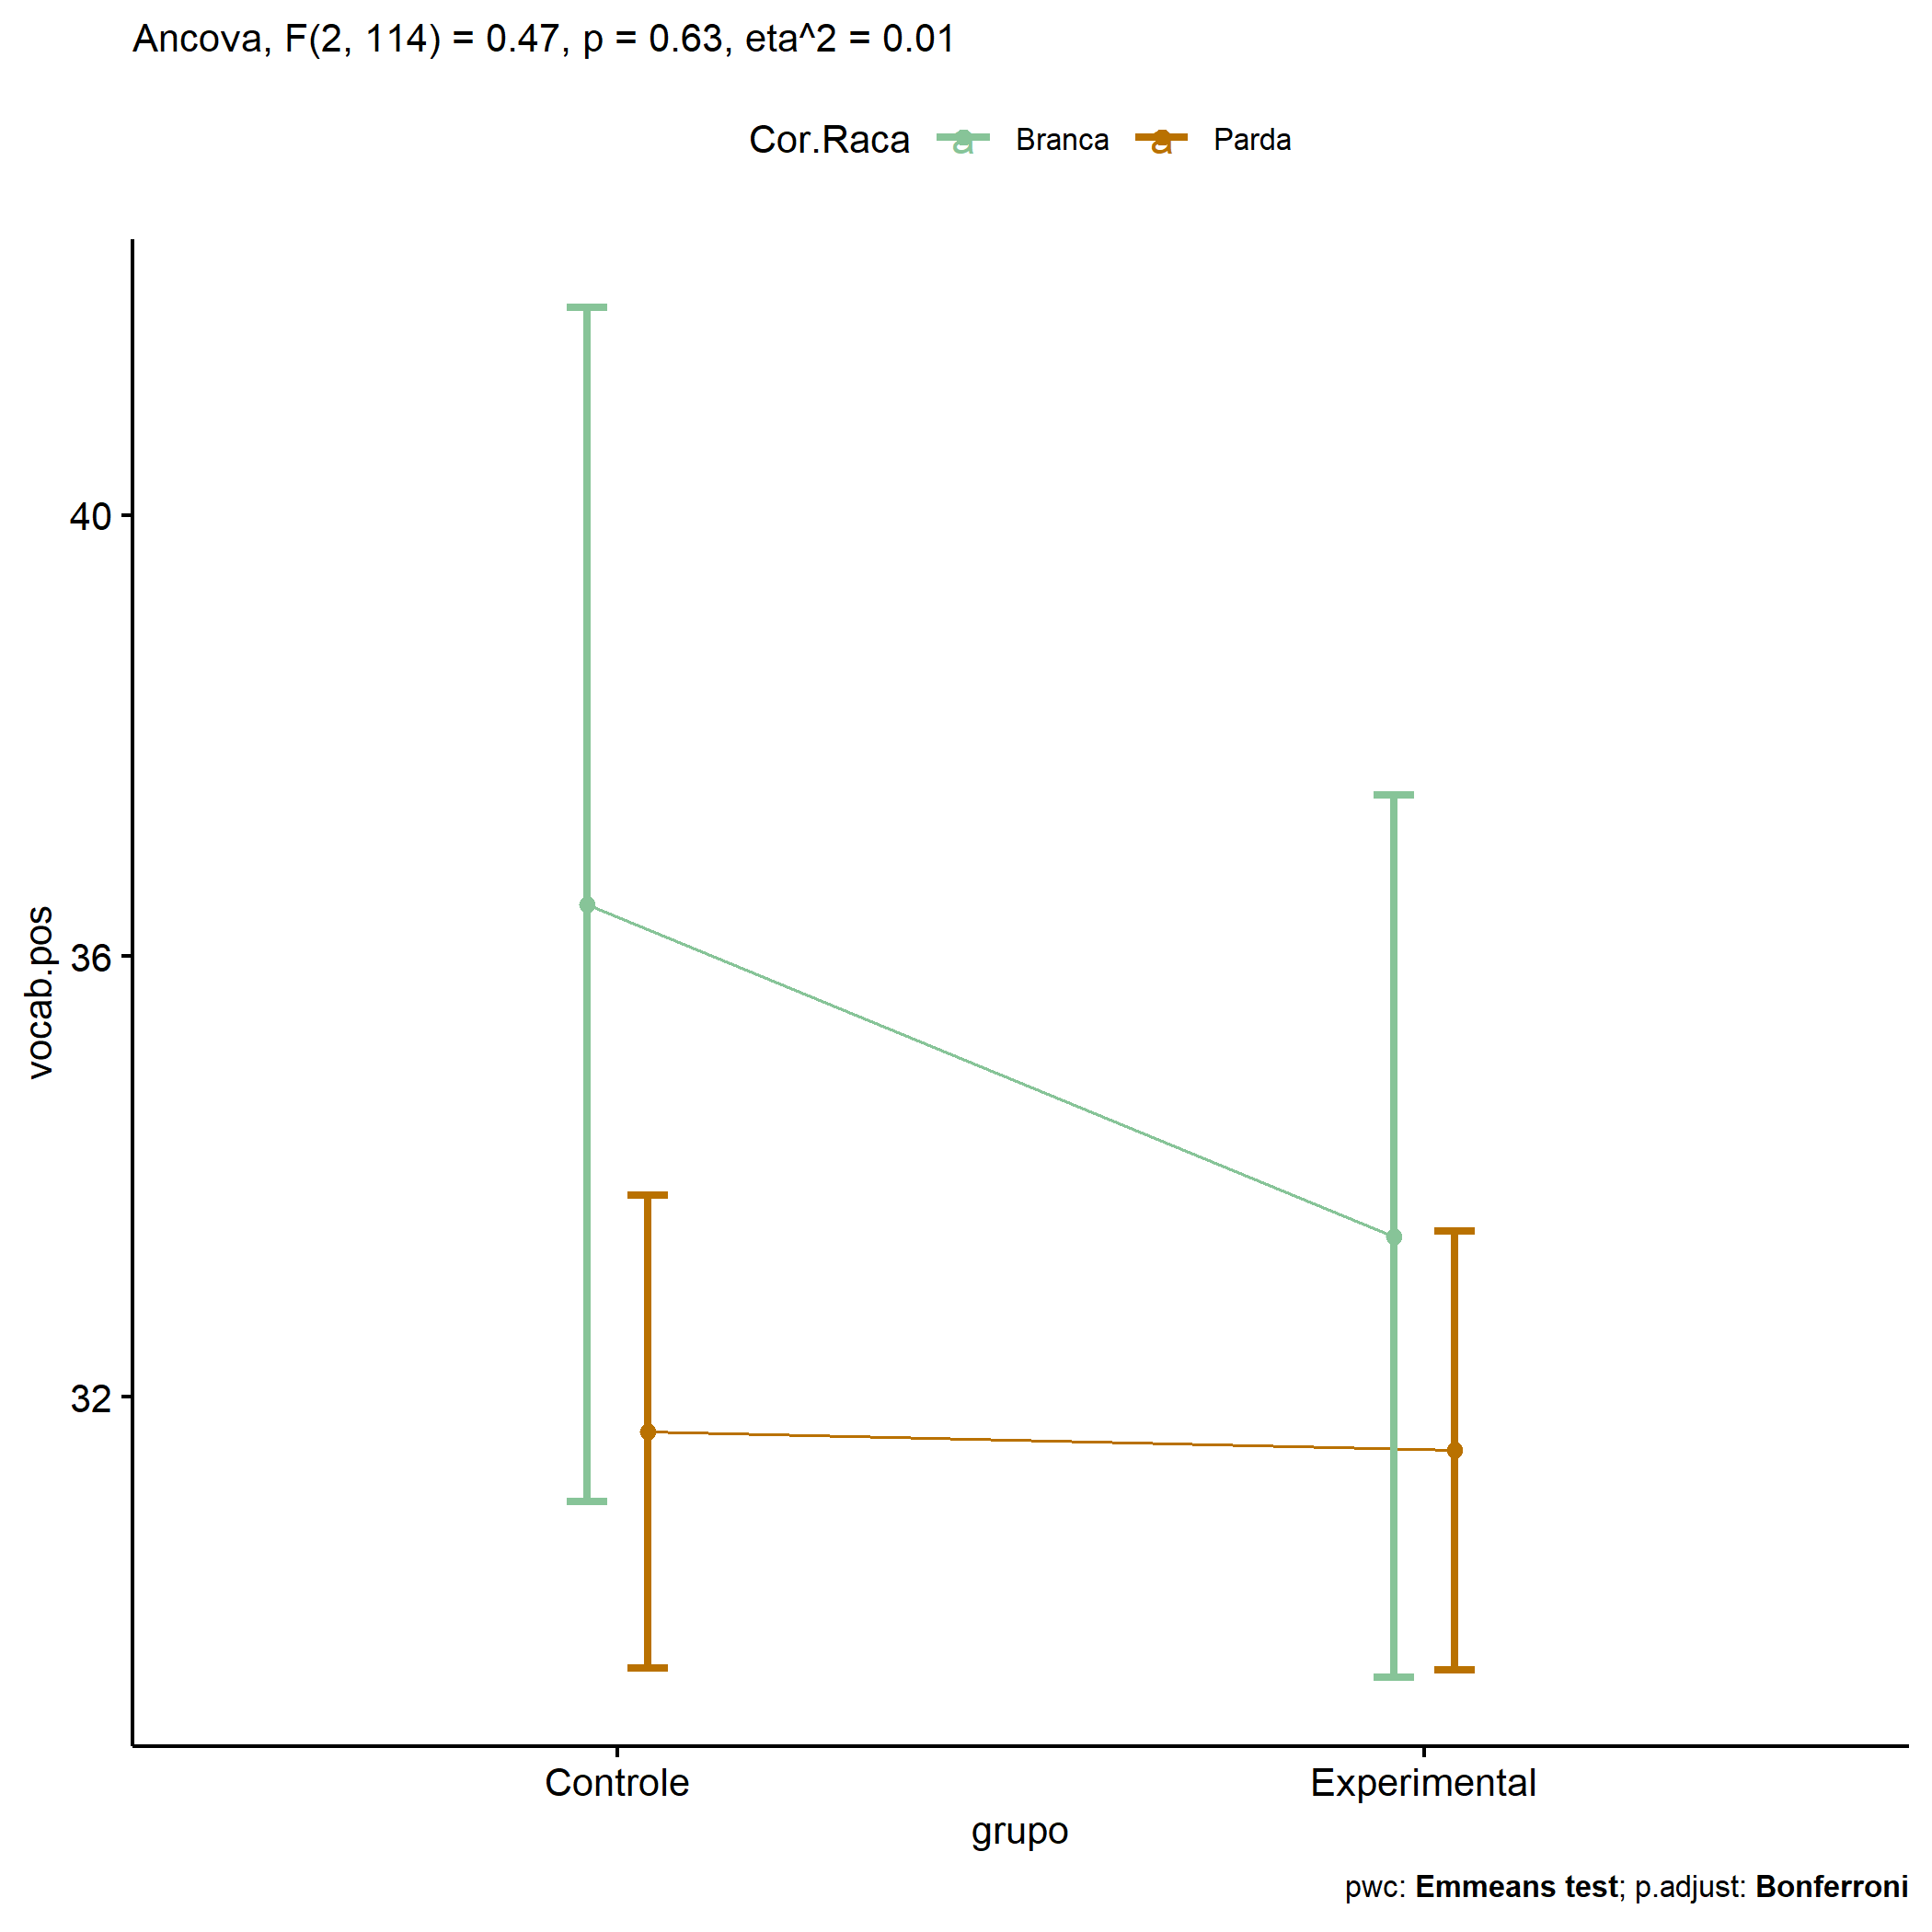 Ancova, F(2, 114) = 0.47, p = 0.63, eta^2 = 0.01
Cor.Raca a Branca a Parda
40
36
32
vocab.pos
Controle Experimental
grupo
pwc: Emmeans test; p.adjust: Bonferroni